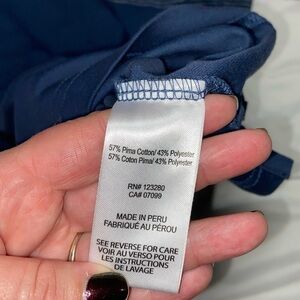 57% Pima Cotton/ 43% Polyester
57% Coton Pima/ 43% Polyester
RN# 123280
CA# 07099
MADE IN PERU
FABRIQUÉ AU PÉROU
SEE REVERSE FOR CARE
VOIR AU VERSO POUR
LES INSTRUCTIONS
DE LAVAGE